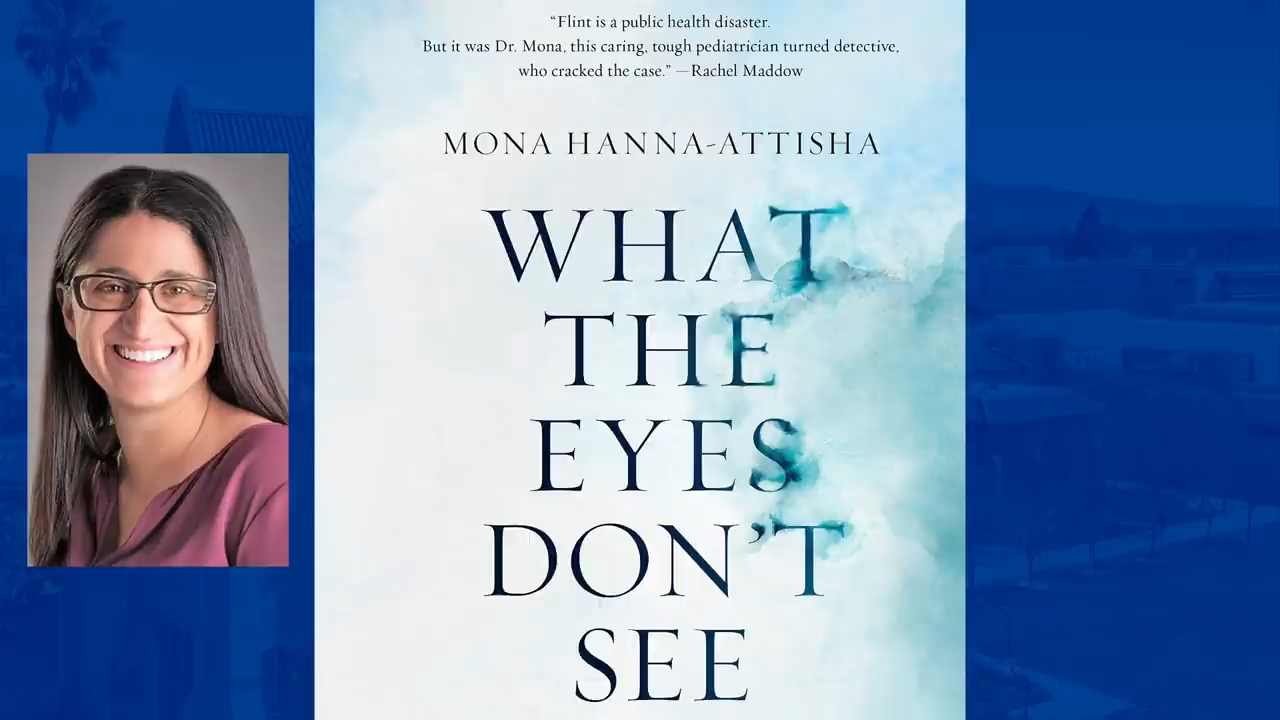 “Flint is a public health disaster.
But it was Dr. Mona, this caring, tough pediatrician turned detective,
who cracked the case.” —Rachel Maddow
MONA HANNA-ATTISHA
WHAT
THE
EYES
DON’T
SEE